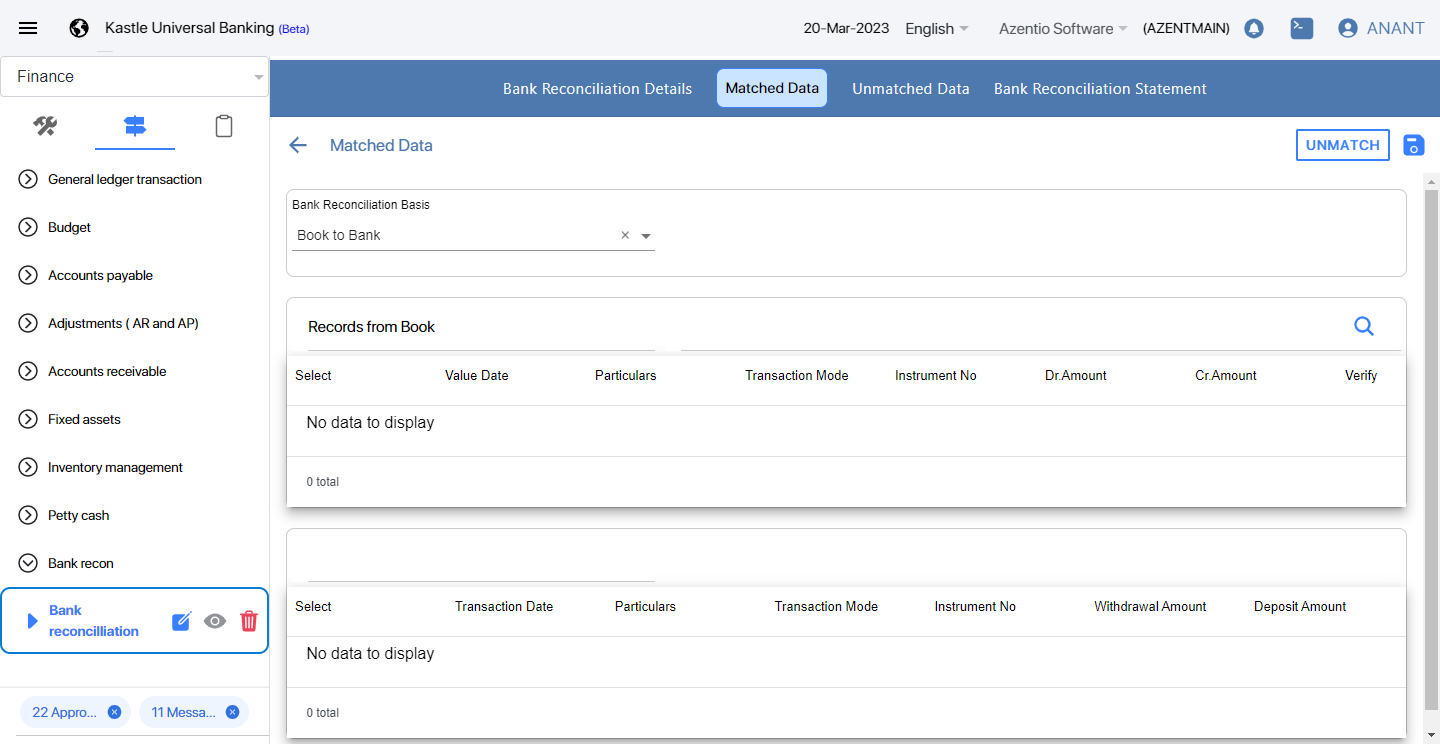 Kastle Universal Banking (Beta)
20-Mar-2023 English Azentio Software (AZENTMAIN) ANANT
Finance
Bank Reconciliation Details Matched Data Unmatched Data Bank Reconciliation Statement
Matched Data
UNMATCH
General ledger transaction
Budget
Accounts payable
Adjustments ( AR and AP)
Accounts receivable
Fixed assets
Inventory management
Petty cash
Bank recon
Bank
reconcilliation
22 Appro...
11 Messa...
Bank Reconciliation Basis
Book to Bank
Records from Book
Select Value Date Particulars Transaction Mode Instrument No Dr.Amount Cr.Amount Verify
No data to display
0 total
Select Transaction Date Particulars Transaction Mode Instrument No Withdrawal Amount Deposit Amount
No data to display
0 total